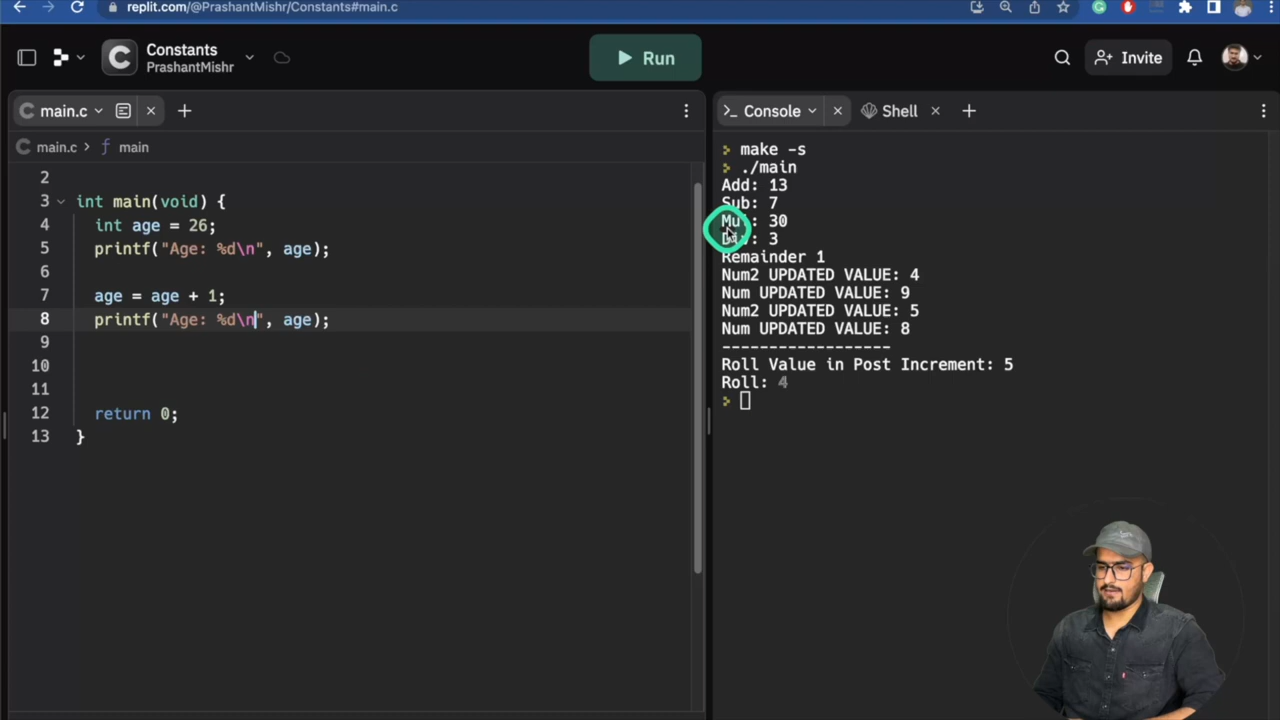 replit.com/@PrashantMishr/Constants#main.c
Constants
PrashantMishr
Run
Invite
main.c
main.c > f main
2
3 int main(void) {
4 int age = 26;
5 printf("Age: %d\n", age);
6
7 age = age + 1;
8 printf("Age: %d\n", age);
9
10
11
12 return 0;
13 }
>_ Console
Shell
> make -s
> ./main
Add: 13
Sub: 7
Mul: 30
Div: 3
Remainder 1
Num2 UPDATED VALUE: 4
Num UPDATED VALUE: 9
Num2 UPDATED VALUE: 5
Num UPDATED VALUE: 8
------------------
Roll Value in Post Increment: 5
Roll: 4
>